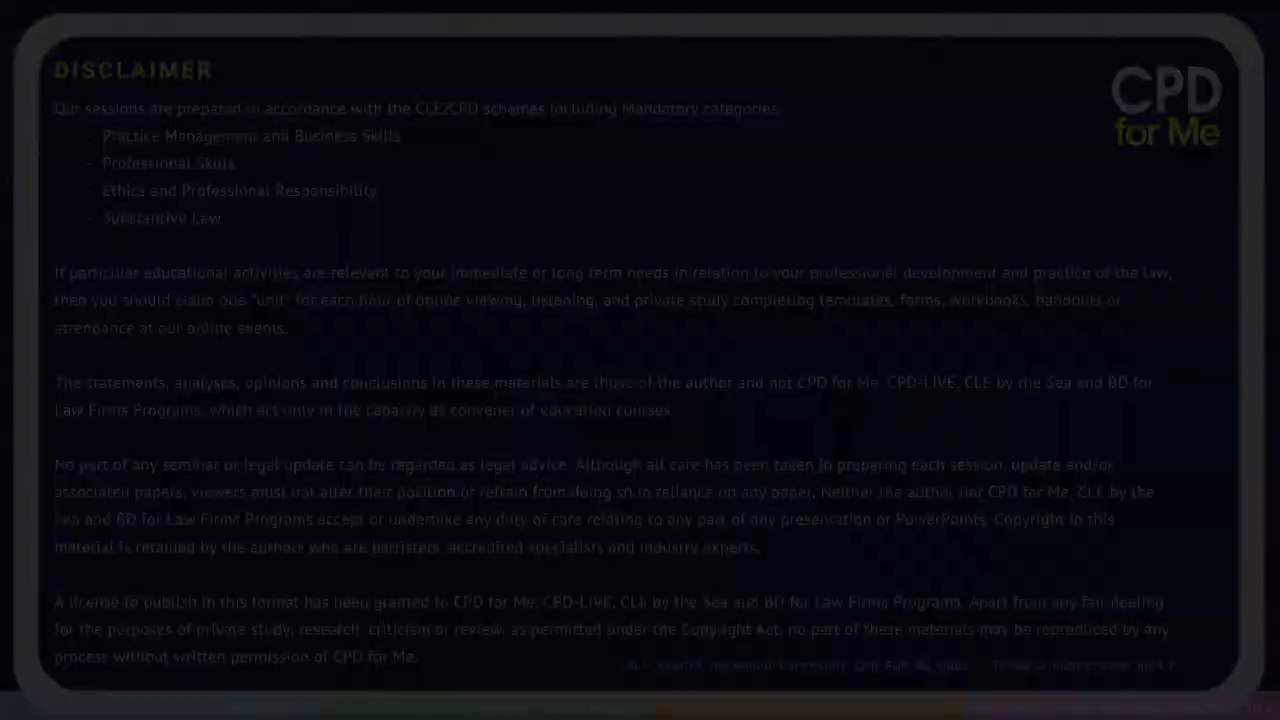 DISCLAIMER
CPD
for Me
Our sessions are prepared in accordance with the CLE/CPD schemes including Mandatory categories:
- Practice Management and Business Skills
- Professional Skills
- Ethics and Professional Responsibility
- Substantive Law
If particular educational activities are relevant to your immediate or long term needs in relation to your professional development and practice of the law,
then you should claim one "unit" for each hour of online viewing, listening, and private study completing templates, forms, workbooks, handouts or
attendance at our online events.
The statements, analyses, opinions and conclusions in these materials are those of the author and not CPD for Me, CPD-LIVE, CLE by the Sea and BD for
Law Firms Programs, which act only in the capacity as convener of education courses.
No part of any seminar or legal update can be regarded as legal advice. Although all care has been taken in preparing each session, update and/or
associated papers, viewers must not alter their position or refrain from doing so in reliance on any paper. Neither the author nor CPD for Me, CLE by the
Sea and BD for Law Firms Programs accept or undertake any duty of care relating to any part of any presentation or PowerPoints. Copyright in this
material is retained by the authors who are barristers, accredited specialists and industry experts.
A license to publish in this format has been granted to CPD for Me, CPD-LIVE, CLE by the Sea and BD for Law Firms Programs. Apart from any fair dealing
for the purposes of private study, research, criticism or review, as permitted under the Copyright Act, no part of these materials may be reproduced by any
process without written permission of CPD for Me.